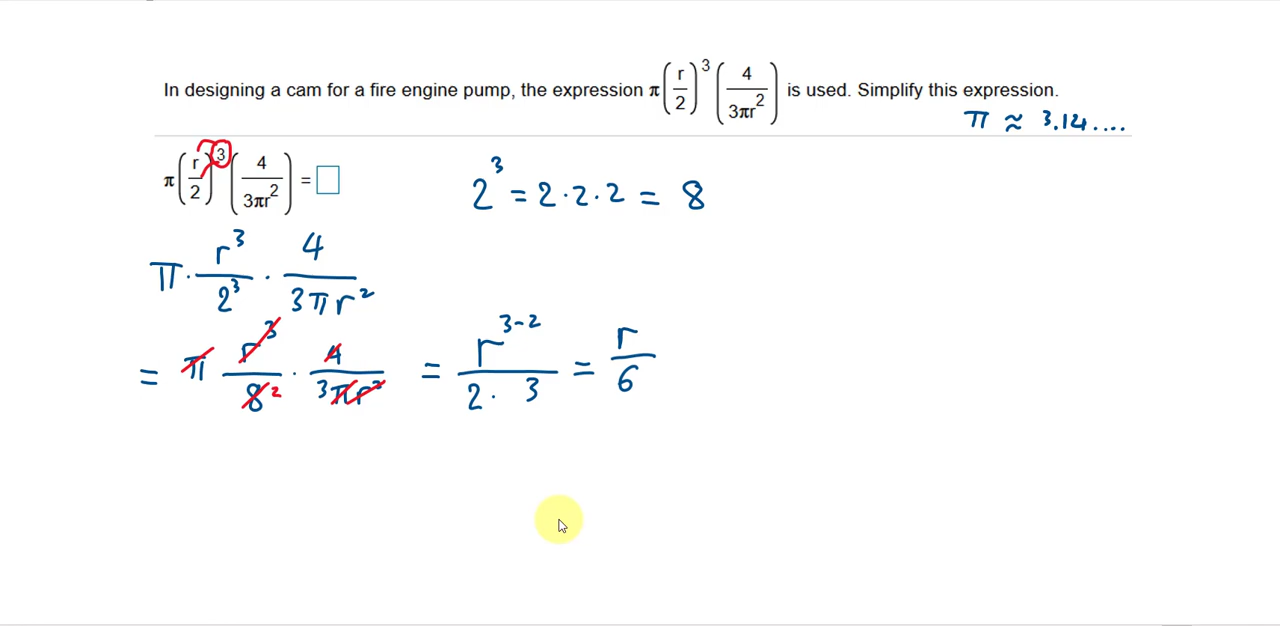 In designing a cam for a fire engine pump, the expression π(r/2)^3 (4/(3πr^2)) is used. Simplify this expression.
π ≈ 3.14....
π(r/2)^3 (4/(3πr^2)) = □
2^3 = 2·2·2 = 8
π · r^3/2^3 · 4/(3πr^2)
= π r^3/8 2 · 4/(3πr^2) = r^(3-2)/(2·3) = r/6